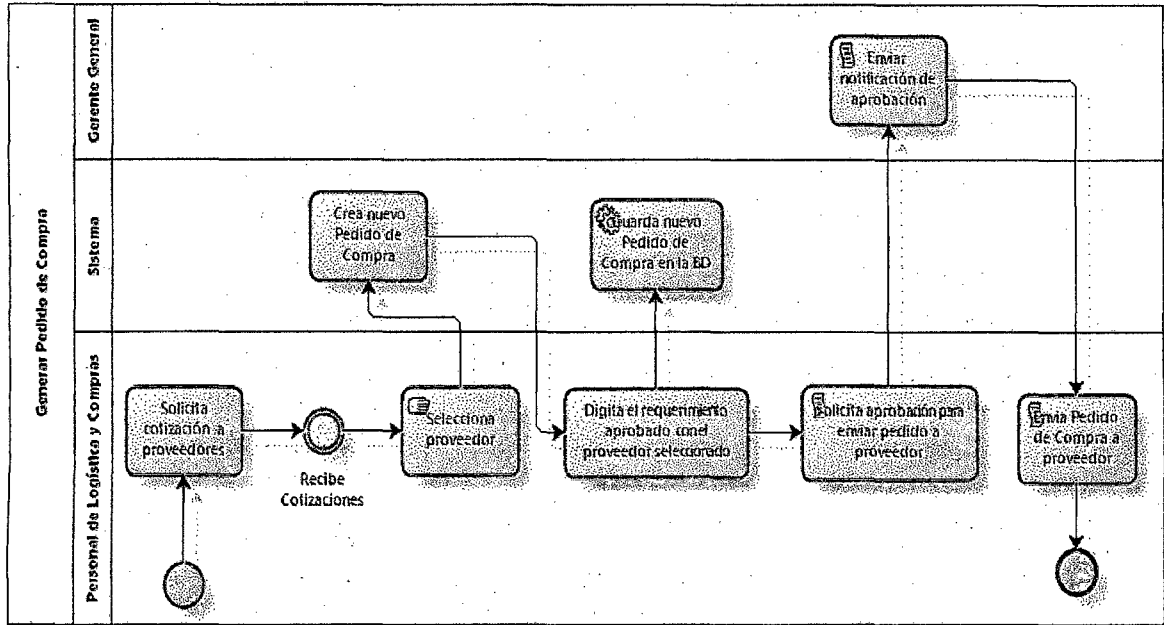 Generar Pedido de Compra
Gerente General
Enviar
notificación de
aprobación
Sistema
Crea nuevo
Pedido de
Compra
Guarda nuevo
Pedido de
Compra en la BD
Personal de Logística y Compras
Solicita
cotización a
proveedores
Recibe
Cotizaciones
Selecciona
proveedor
Digita el requerimiento
aprobado con el
proveedor seleccionado
Solicita aprobación para
enviar pedido a
proveedor
Envia Pedido
de Compra a
proveedor